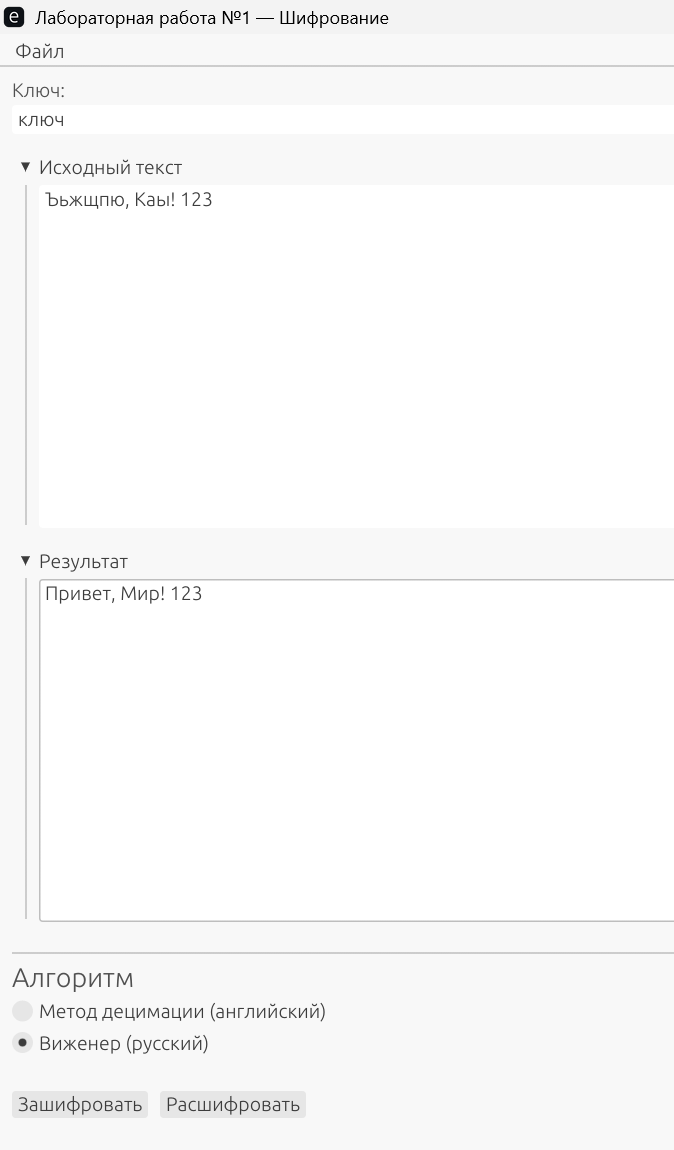 e Лабораторная работа №1 — Шифрование
Файл
Ключ:
ключ
Исходный текст
Ъьжщпю, Каы! 123
Результат
Привет, Мир! 123
Алгоритм
Метод децимации (английский)
Виженер (русский)
Зашифровать Расшифровать